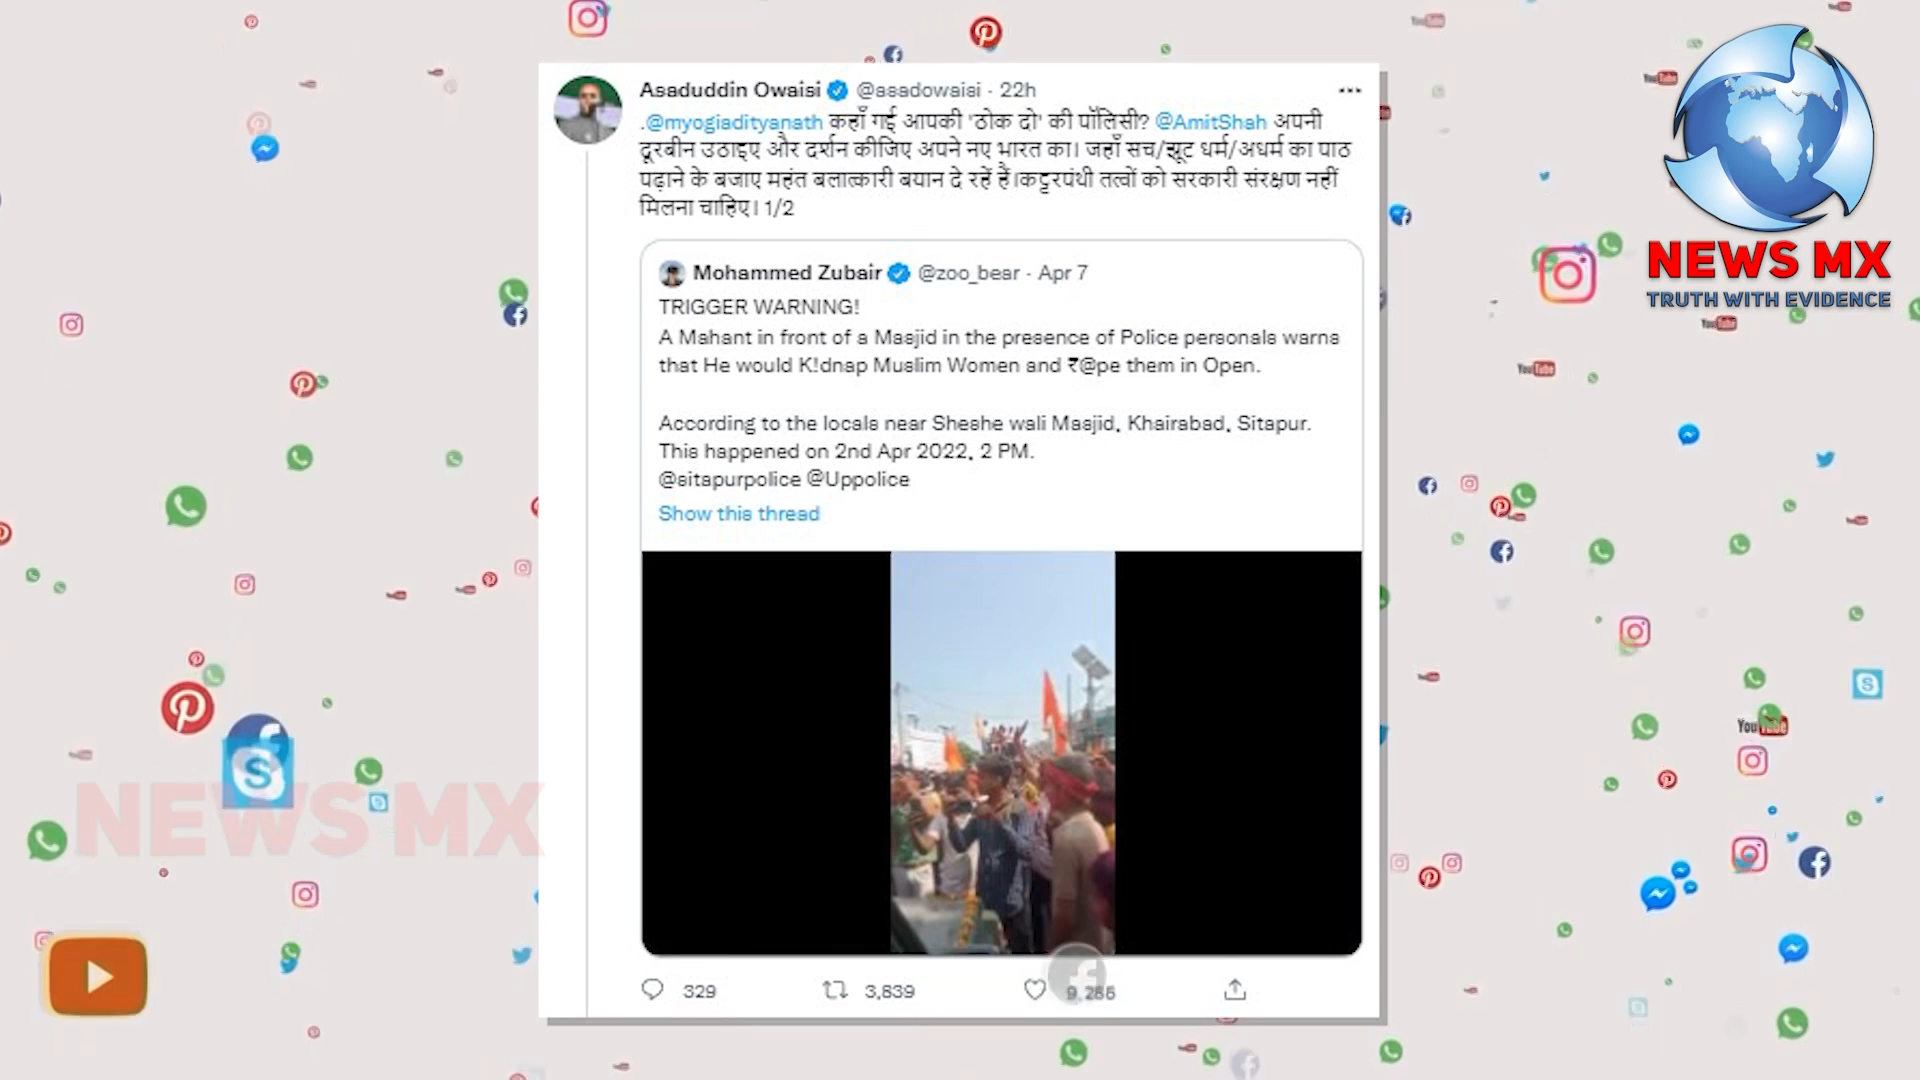 Asaduddin Owaisi @asadowaisi · 22h
.@myogiadityanath कहाँ गई आपकी 'ठोक दो' की पॉलिसी? @AmitShah अपनी
दूरबीन उठाइए और दर्शन कीजिए अपने नए भारत का। जहाँ सच/झूट धर्म/अधर्म का पाठ
पढ़ाने के बजाए महंत बलात्कारी बयान दे रहें हैं।कट्टरपंथी तत्वों को सरकारी संरक्षण नहीं
मिलना चाहिए। 1/2
Mohammed Zubair @zoo_bear · Apr 7
TRIGGER WARNING!
A Mahant in front of a Masjid in the presence of Police personals warns
that He would K!dnap Muslim Women and ₹@pe them in Open.
According to the locals near Sheshe wali Masjid, Khairabad, Sitapur.
This happened on 2nd Apr 2022, 2 PM.
@sitapurpolice @Uppolice
Show this thread
329 3,839 9,266
NEWS MX
TRUTH WITH EVIDENCE
NEWS MX